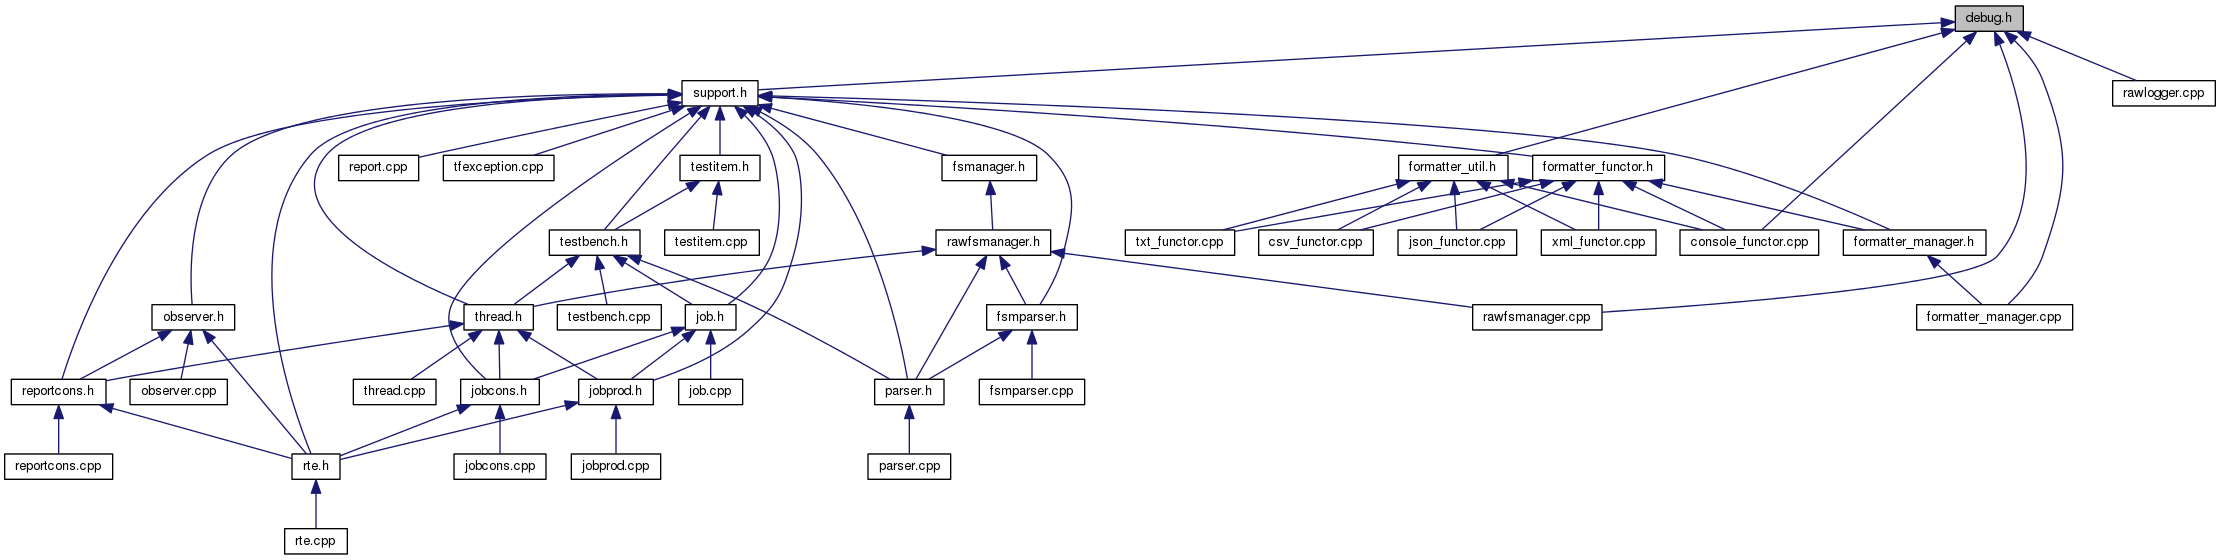 debug.h
support.h
rawlogger.cpp
report.cpp
tfexception.cpp
testitem.h
fsmanager.h
formatter_util.h
formatter_functor.h
testbench.h
testitem.cpp
rawfsmanager.h
txt_functor.cpp
csv_functor.cpp
json_functor.cpp
xml_functor.cpp
console_functor.cpp
formatter_manager.h
observer.h
thread.h
testbench.cpp
job.h
fsmparser.h
rawfsmanager.cpp
formatter_manager.cpp
reportcons.h
observer.cpp
thread.cpp
jobcons.h
jobprod.h
job.cpp
parser.h
fsmparser.cpp
reportcons.cpp
rte.h
jobcons.cpp
jobprod.cpp
parser.cpp
rte.cpp